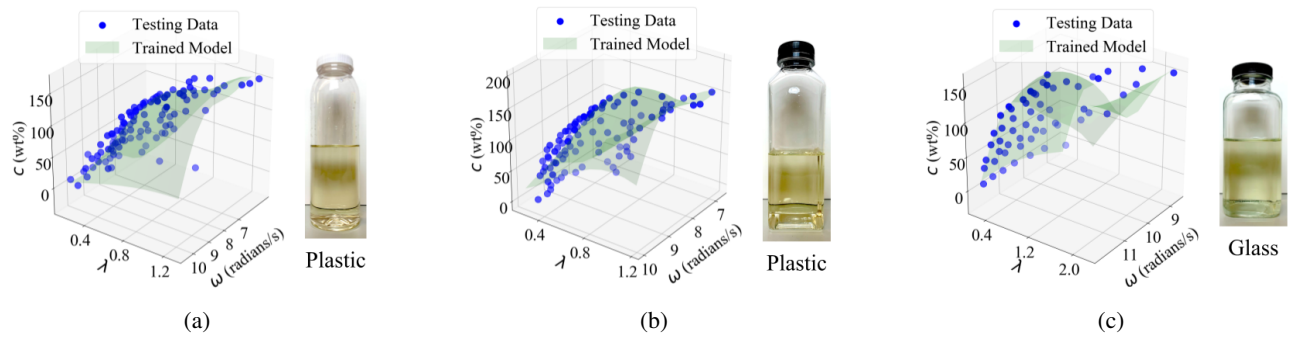 Testing Data
Trained Model
150
100
50
0
c (wt%)
0.4
0.8
1.2
λ
10
9
8
7
ω (radians/s)
Plastic
(a)
Testing Data
Trained Model
200
150
100
50
0
c (wt%)
0.4
0.8
1.2
λ
10
9
8
7
ω (radians/s)
Plastic
(b)
Testing Data
Trained Model
150
100
50
0
c (wt%)
0.4
1.2
2.0
λ
11
10
9
ω (radians/s)
Glass
(c)